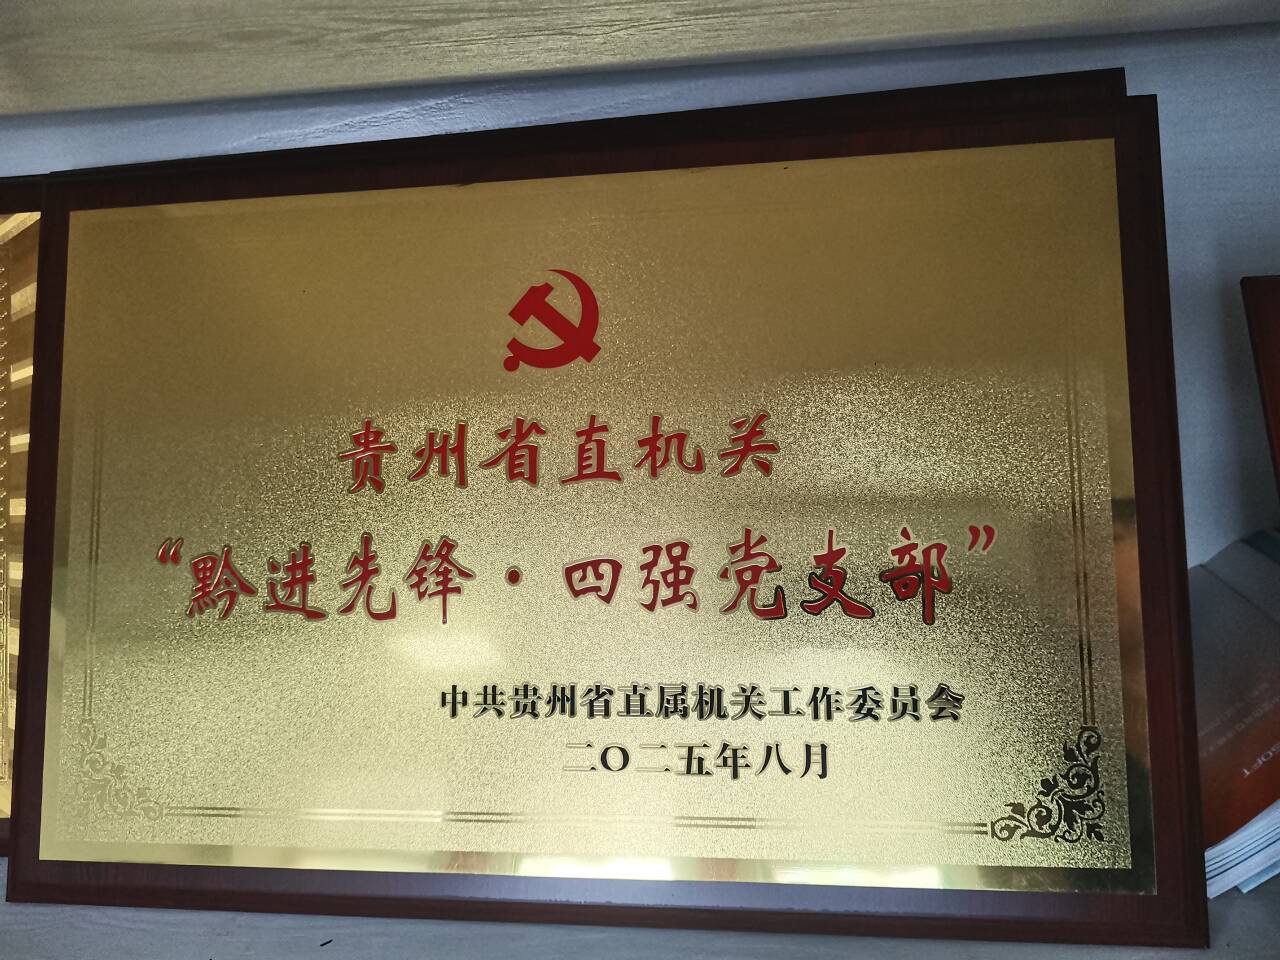 贵州省直机关
“黔进先锋·四强党支部”
中共贵州省直属机关工作委员会
二〇二五年八月